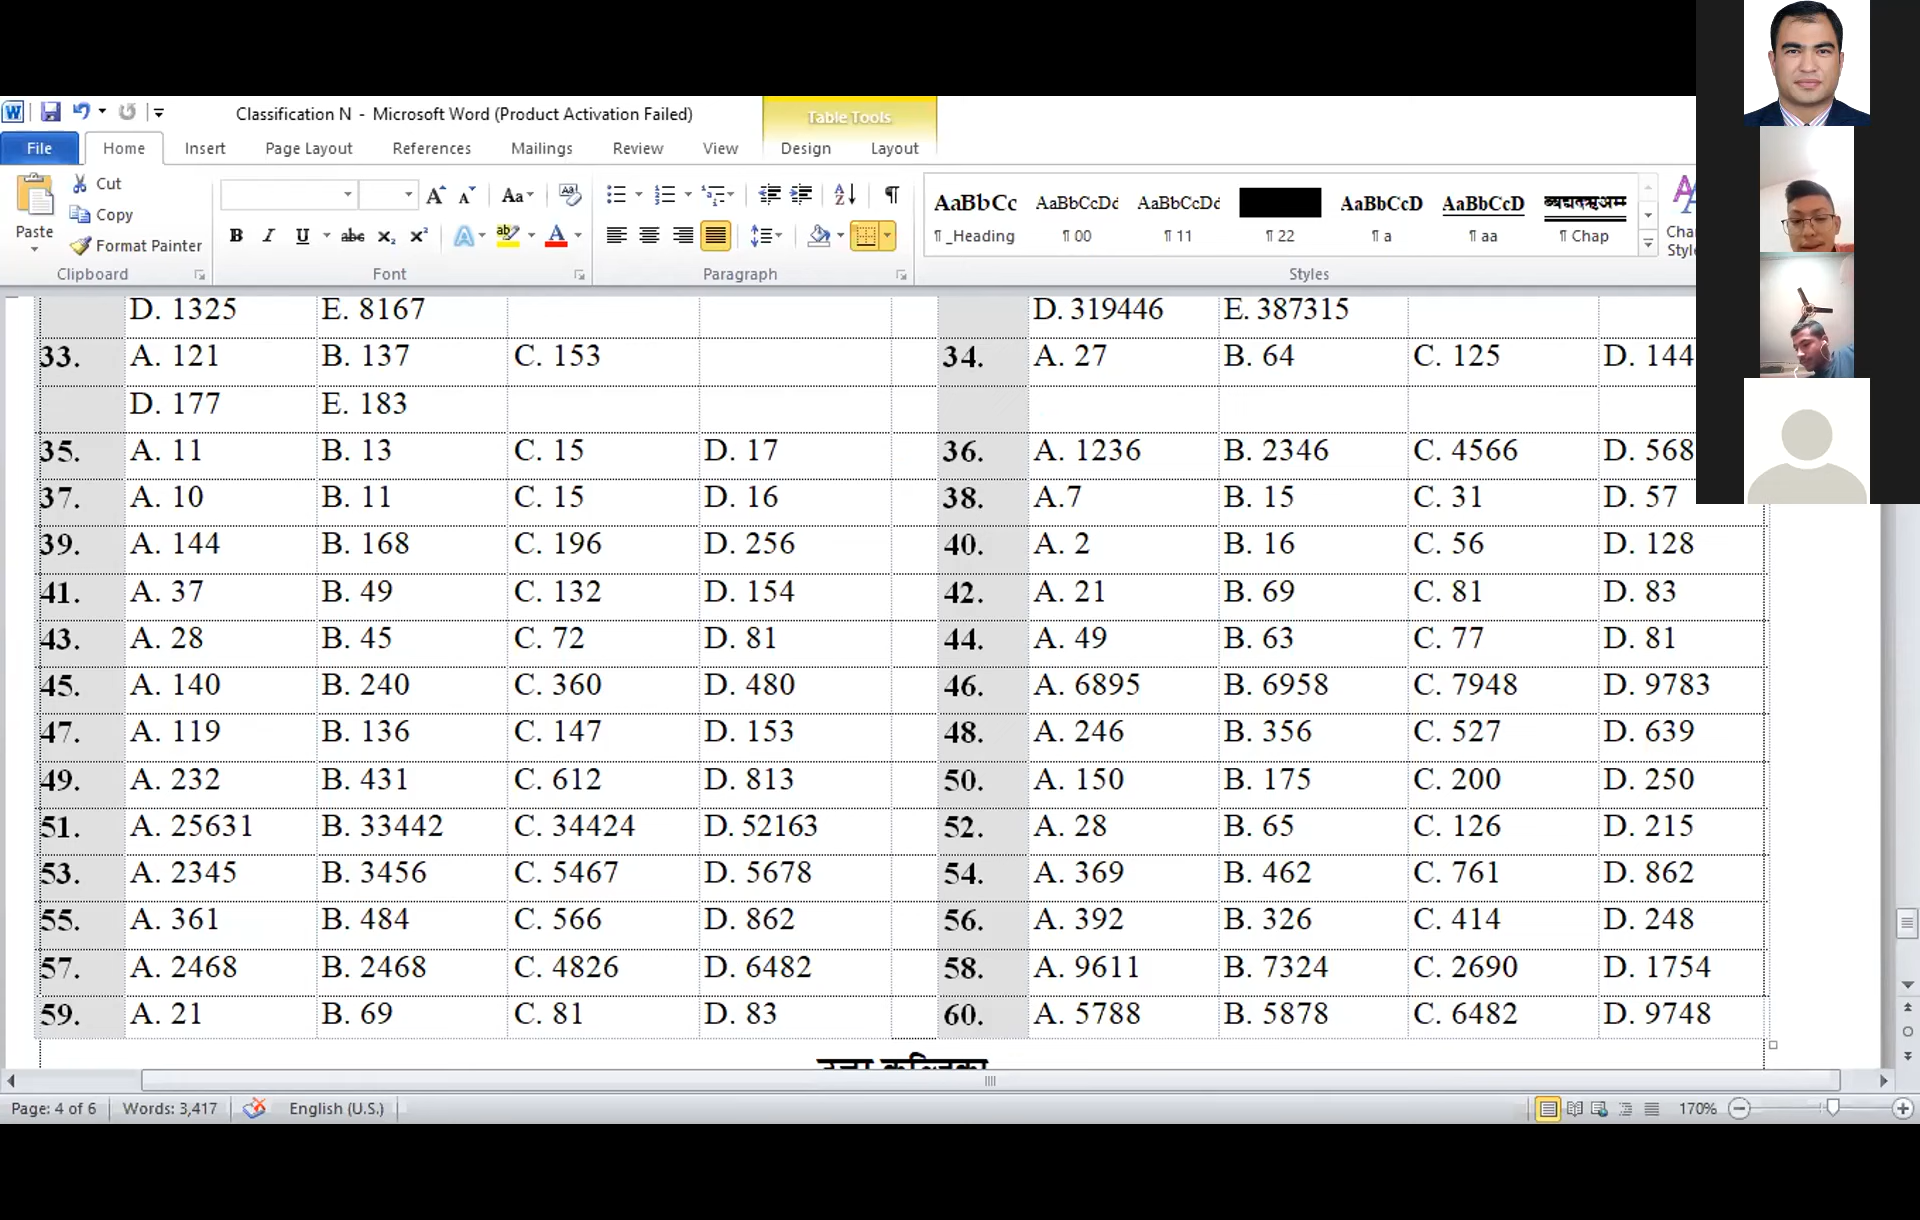 Classification N - Microsoft Word (Product Activation Failed)
Table Tools
File Home Insert Page Layout References Mailings Review View Design Layout
Paste
Cut
Copy
Format Painter
Clipboard
Font
Paragraph
AaBbCc AaBbCcDd AaBbCcDd AaBbCcD AaBbCcD
¶ _Heading ¶ 00 ¶ 11 ¶ 22 ¶ a ¶ aa ¶ Chap
Styles
D. 1325 E. 8167 D. 319446 E. 387315
33. A. 121 B. 137 C. 153 34. A. 27 B. 64 C. 125 D. 144
D. 177 E. 183
35. A. 11 B. 13 C. 15 D. 17 36. A. 1236 B. 2346 C. 4566 D. 568
37. A. 10 B. 11 C. 15 D. 16 38. A.7 B. 15 C. 31 D. 57
39. A. 144 B. 168 C. 196 D. 256 40. A. 2 B. 16 C. 56 D. 128
41. A. 37 B. 49 C. 132 D. 154 42. A. 21 B. 69 C. 81 D. 83
43. A. 28 B. 45 C. 72 D. 81 44. A. 49 B. 63 C. 77 D. 81
45. A. 140 B. 240 C. 360 D. 480 46. A. 6895 B. 6958 C. 7948 D. 9783
47. A. 119 B. 136 C. 147 D. 153 48. A. 246 B. 356 C. 527 D. 639
49. A. 232 B. 431 C. 612 D. 813 50. A. 150 B. 175 C. 200 D. 250
51. A. 25631 B. 33442 C. 34424 D. 52163 52. A. 28 B. 65 C. 126 D. 215
53. A. 2345 B. 3456 C. 5467 D. 5678 54. A. 369 B. 462 C. 761 D. 862
55. A. 361 B. 484 C. 566 D. 862 56. A. 392 B. 326 C. 414 D. 248
57. A. 2468 B. 2468 C. 4826 D. 6482 58. A. 9611 B. 7324 C. 2690 D. 1754
59. A. 21 B. 69 C. 81 D. 83 60. A. 5788 B. 5878 C. 6482 D. 9748
Page: 4 of 6 Words: 3,417 English (U.S.) 170%